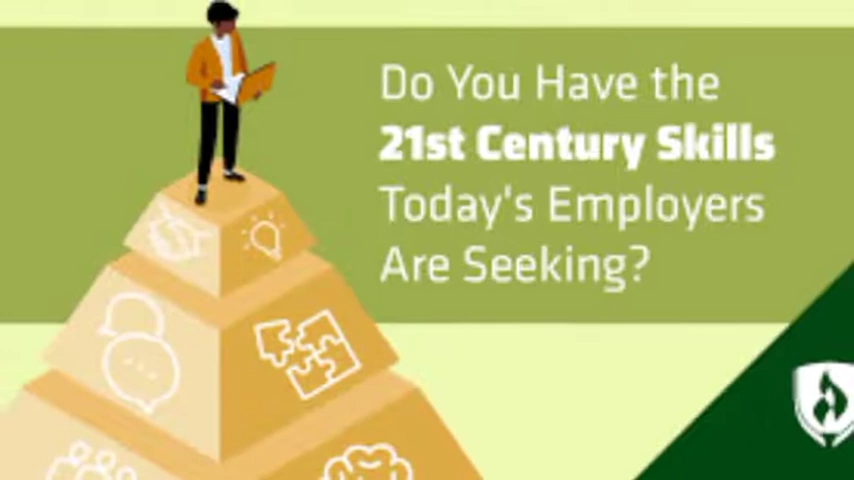 Do You Have the
21st Century Skills
Today's Employers
Are Seeking?